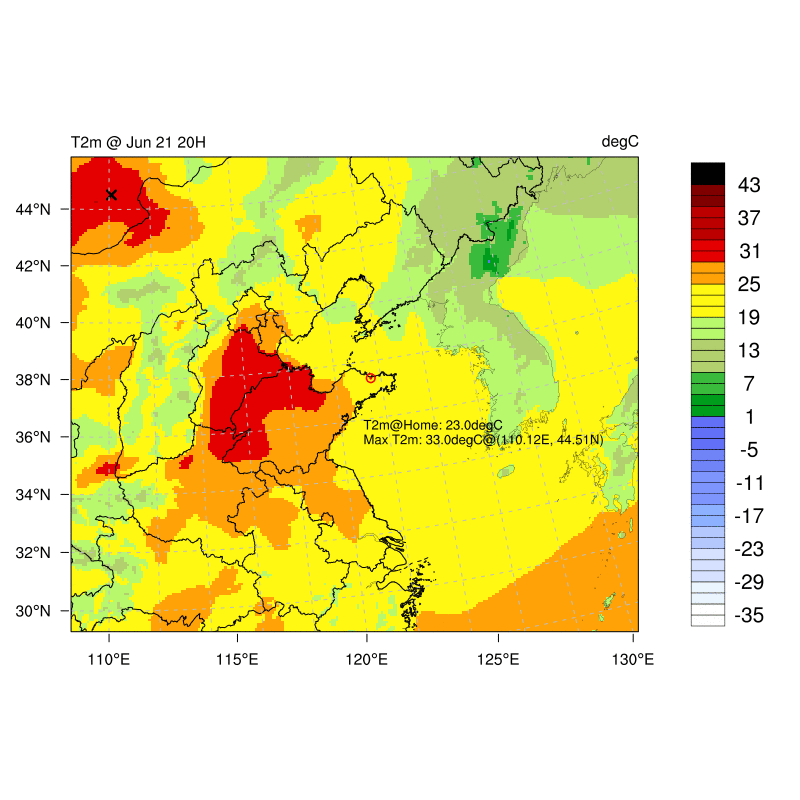 T2m @ Jun 21 20H degC
44°N
42°N
40°N
38°N
36°N
34°N
32°N
30°N
110°E 115°E 120°E 125°E 130°E
T2m@Home: 23.0degC
Max T2m: 33.0degC@(110.12E, 44.51N)
43
37
31
25
19
13
7
1
-5
-11
-17
-23
-29
-35